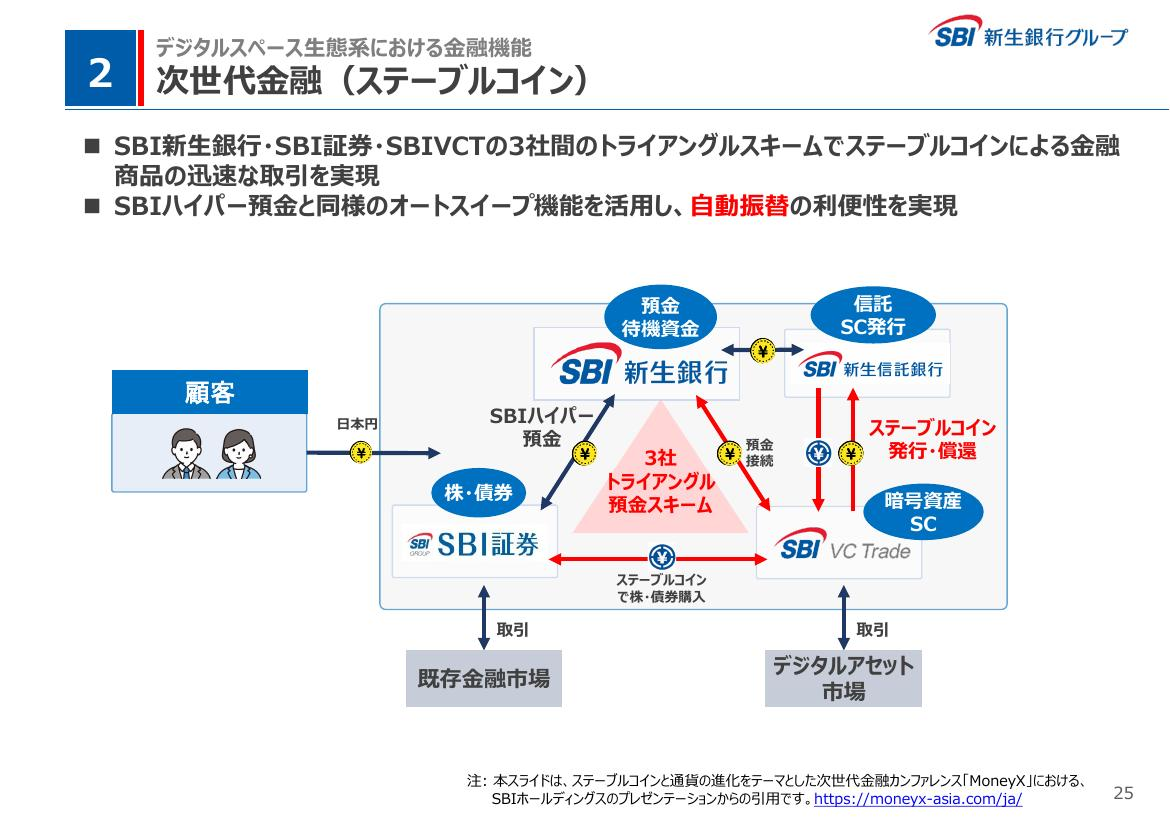 2
デジタルスペース生態系における金融機能
次世代金融（ステーブルコイン）
SBI 新生銀行グループ
■ SBI新生銀行・SBI証券・SBIVCTの3社間のトライアングルスキームでステーブルコインによる金融
商品の迅速な取引を実現
■ SBIハイパー預金と同様のオートスイープ機能を活用し、自動振替の利便性を実現
預金
待機資金
信託
SC発行
SBI 新生銀行
¥
SBI 新生信託銀行
顧客
日本円
¥
SBIハイパー
預金
¥
3社
トライアングル
預金スキーム
¥
預金
接続
¥
¥
ステーブルコイン
発行・償還
株・債券
暗号資産
SC
SBI GROUP SBI証券
¥
SBI VC Trade
ステーブルコイン
で株・債券購入
取引
取引
既存金融市場
デジタルアセット
市場
注: 本スライドは、ステーブルコインと通貨の進化をテーマとした次世代金融カンファレンス「MoneyX」における、
SBIホールディングスのプレゼンテーションからの引用です。https://moneyx-asia.com/ja/
25